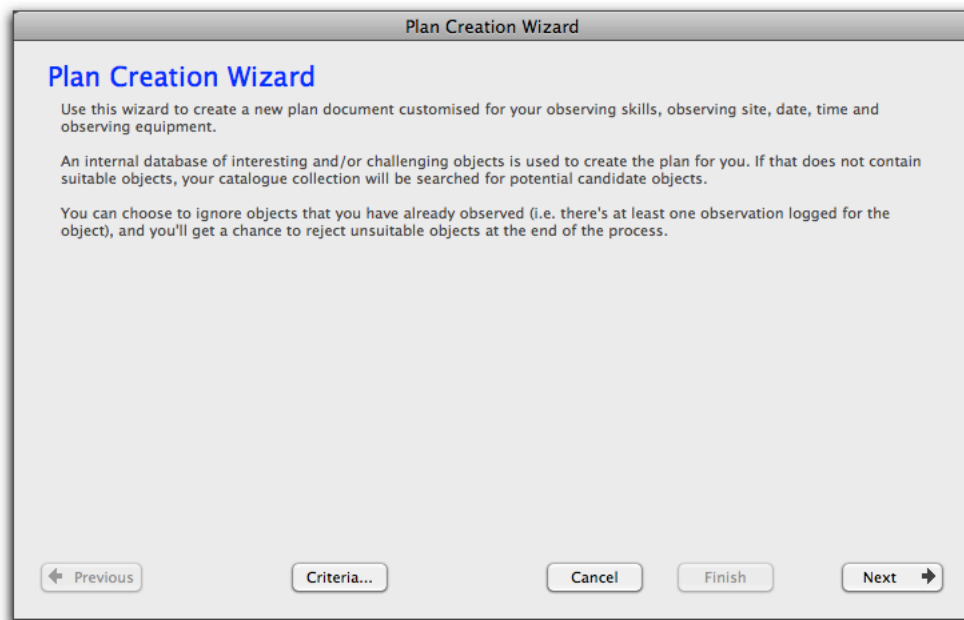 Plan Creation Wizard
Plan Creation Wizard
Use this wizard to create a new plan document customised for your observing skills, observing site, date, time and
observing equipment.
An internal database of interesting and/or challenging objects is used to create the plan for you. If that does not contain
suitable objects, your catalogue collection will be searched for potential candidate objects.
You can choose to ignore objects that you have already observed (i.e. there's at least one observation logged for the
object), and you'll get a chance to reject unsuitable objects at the end of the process.
Previous Criteria... Cancel Finish Next